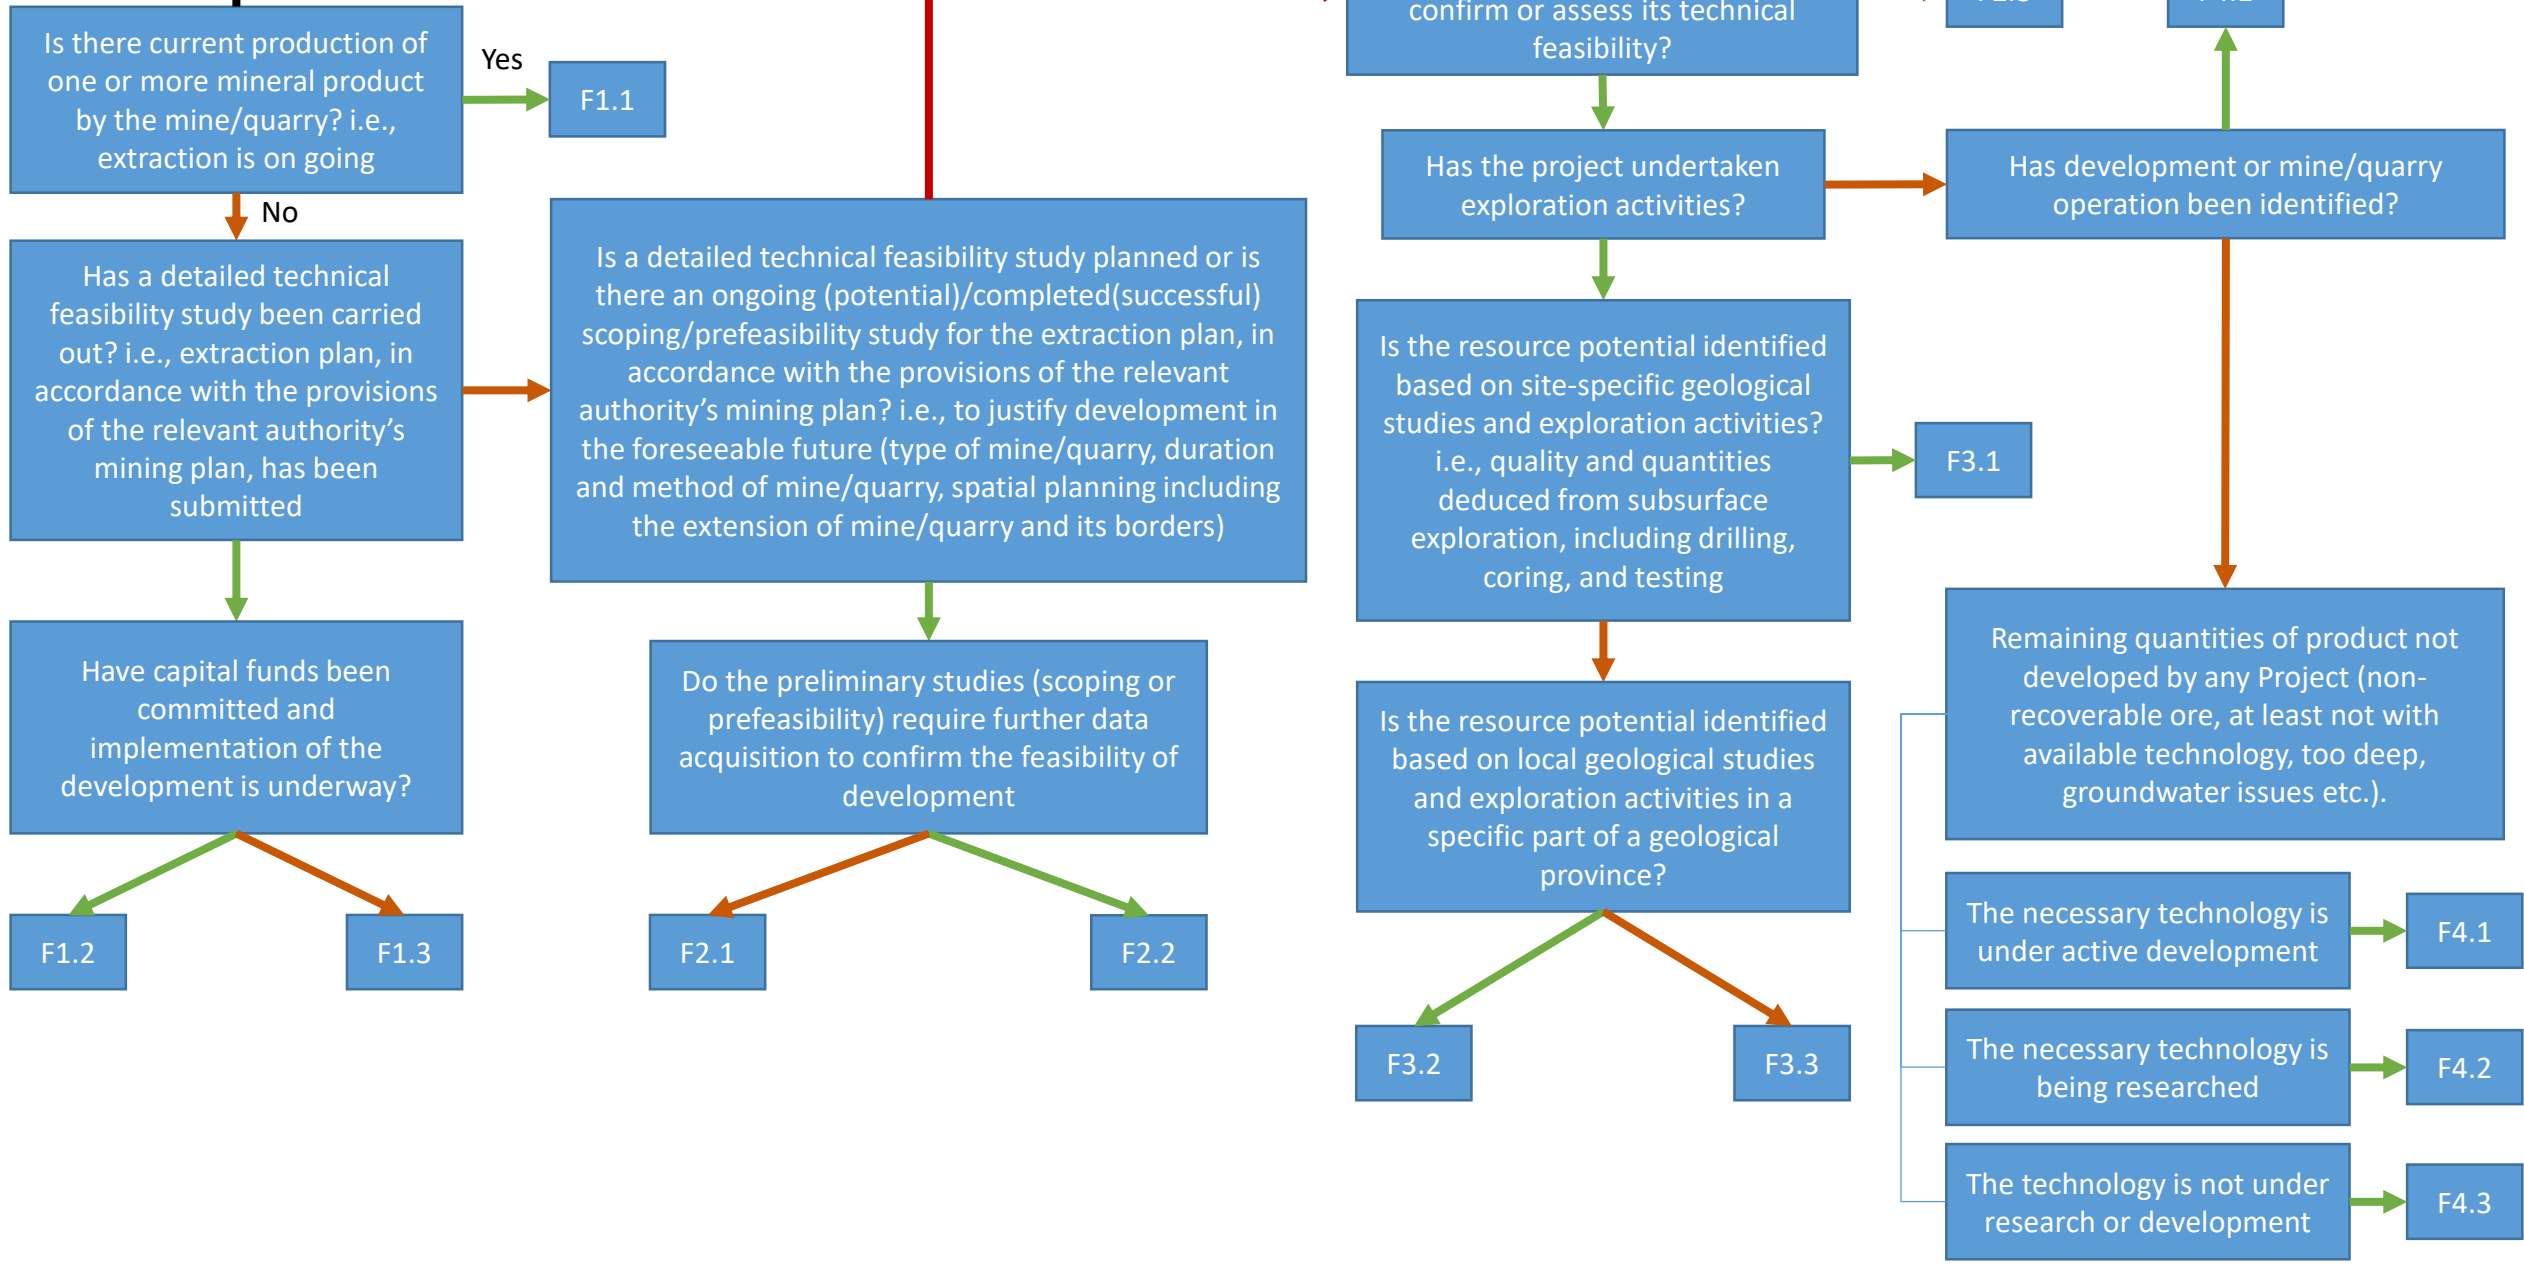 Is there current production of
one or more mineral product
by the mine/quarry? i.e.,
extraction is on going
Yes
F1.1
No
Has a detailed technical
feasibility study been carried
out? i.e., extraction plan, in
accordance with the provisions
of the relevant authority’s
mining plan, has been
submitted
Have capital funds been
committed and
implementation of the
development is underway?
F1.2
F1.3
Is a detailed technical feasibility study planned or is
there an ongoing (potential)/completed(successful)
scoping/prefeasibility study for the extraction plan, in
accordance with the provisions of the relevant
authority’s mining plan? i.e., to justify development in
the foreseeable future (type of mine/quarry, duration
and method of mine/quarry, spatial planning including
the extension of mine/quarry and its borders)
Do the preliminary studies (scoping or
prefeasibility) require further data
acquisition to confirm the feasibility of
development
F2.1
F2.2
confirm or assess its technical
feasibility?
Has the project undertaken
exploration activities?
Is the resource potential identified
based on site-specific geological
studies and exploration activities?
i.e., quality and quantities
deduced from subsurface
exploration, including drilling,
coring, and testing
F3.1
Is the resource potential identified
based on local geological studies
and exploration activities in a
specific part of a geological
province?
F3.2
F3.3
Has development or mine/quarry
operation been identified?
Remaining quantities of product not
developed by any Project (non-
recoverable ore, at least not with
available technology, too deep,
groundwater issues etc.).
The necessary technology is
under active development
F4.1
The necessary technology is
being researched
F4.2
The technology is not under
research or development
F4.3